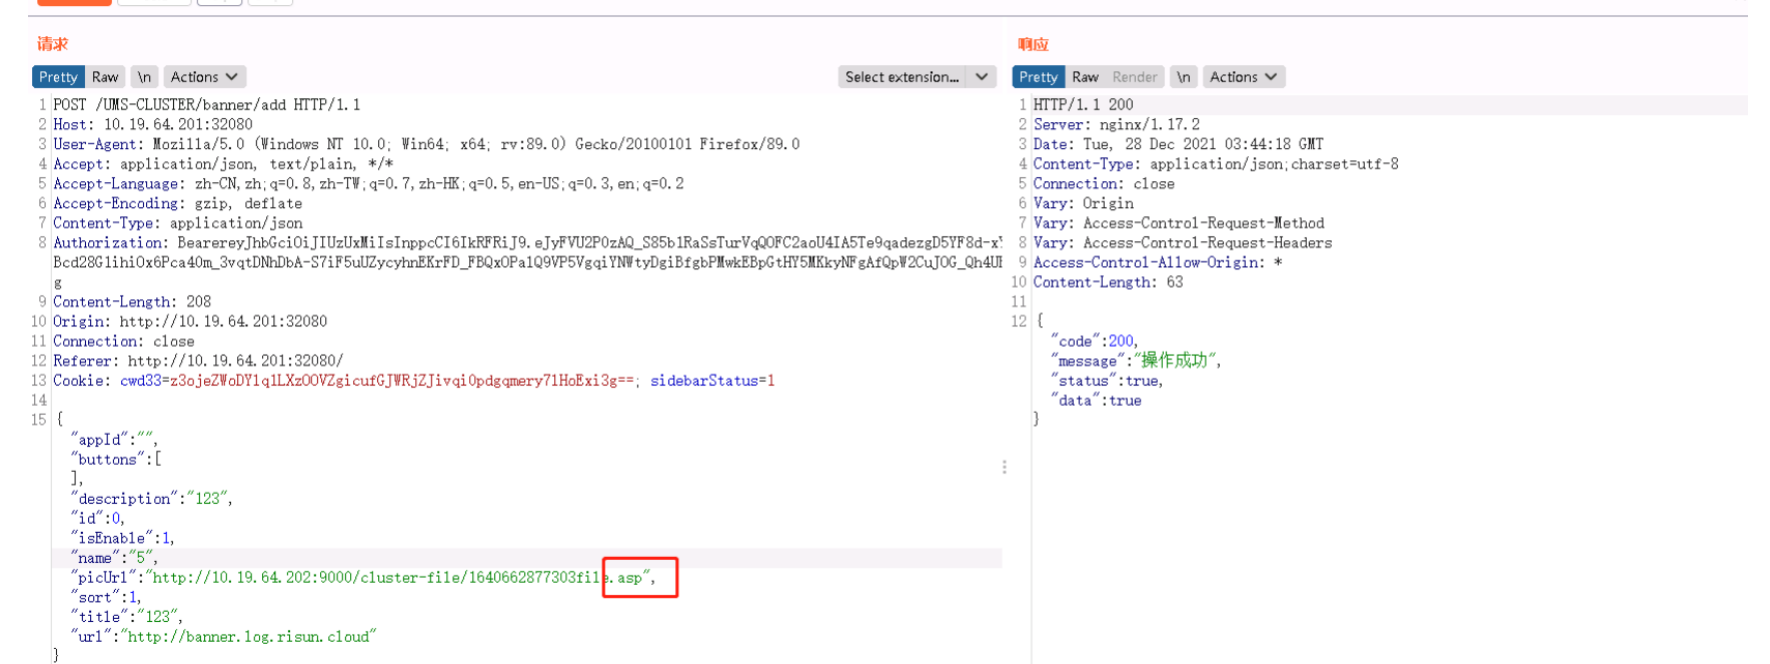 请求
Pretty Raw \n Actions
Select extension...
1 POST /UMS-CLUSTER/banner/add HTTP/1.1
2 Host: 10.19.64.201:32080
3 User-Agent: Mozilla/5.0 (Windows NT 10.0; Win64; x64; rv:89.0) Gecko/20100101 Firefox/89.0
4 Accept: application/json, text/plain, */*
5 Accept-Language: zh-CN,zh;q=0.8,zh-TW;q=0.7,zh-HK;q=0.5,en-US;q=0.3,en;q=0.2
6 Accept-Encoding: gzip, deflate
7 Content-Type: application/json
8 Authorization: BearereyJhbGciOiJIUzUxMiIsInppcCI6IkRFRiJ9.eJyFVU2P0zAQ_S85b1RaSsTurVqQOFC2aoU4IA5Te9qadezgD5YF8d-x
Bcd28G1ihiOx6Pca40m_3vqtDNhDbA-S7iF5uUZycyhnEKrFD_FBQxOPalQ9VP5VgqiYNWtyDgiBfgbPMwkEBpGtHY5MKkyNFgAfQpW2CuJOG_Qh4U
g
9 Content-Length: 208
10 Origin: http://10.19.64.201:32080
11 Connection: close
12 Referer: http://10.19.64.201:32080/
13 Cookie: cwd33=z3ojeZWoDY1q1LXzOOVZgicufGJWRjZJivqi0pdgqmery71HoExi3g==; sidebarStatus=1
14
15 {
"appId":"",
"buttons":[
],
"description":"123",
"id":0,
"isEnable":1,
"name":"5",
"picUrl":"http://10.19.64.202:9000/cluster-file/1640662877303file.asp",
"sort":1,
"title":"123",
"url":"http://banner.log.risun.cloud"
}
响应
Pretty Raw Render \n Actions
1 HTTP/1.1 200
2 Server: nginx/1.17.2
3 Date: Tue, 28 Dec 2021 03:44:18 GMT
4 Content-Type: application/json;charset=utf-8
5 Connection: close
6 Vary: Origin
7 Vary: Access-Control-Request-Method
8 Vary: Access-Control-Request-Headers
9 Access-Control-Allow-Origin: *
10 Content-Length: 63
11
12 {
"code":200,
"message":"操作成功",
"status":true,
"data":true
}